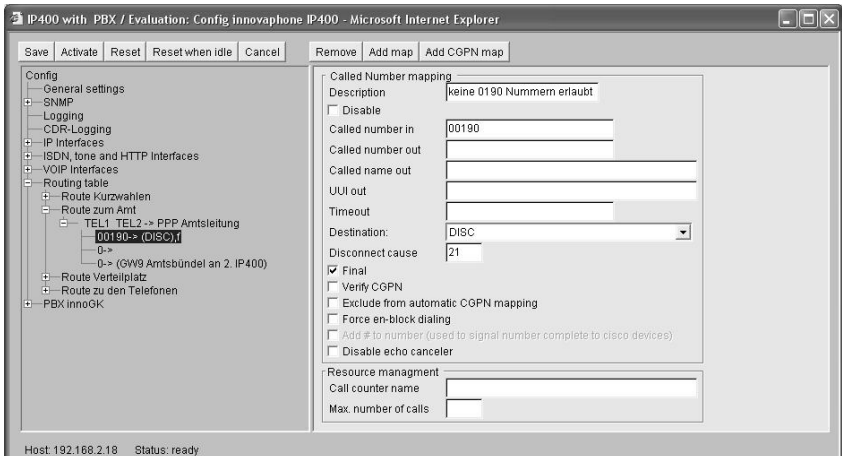 IP400 with PBX / Evaluation: Config innovaphone IP400 - Microsoft Internet Explorer
Save Activate Reset Reset when idle Cancel Remove Add map Add CGPN map
Config
General settings
SNMP
Logging
CDR-Logging
IP Interfaces
ISDN, tone and HTTP Interfaces
VOIP Interfaces
Routing table
Route Kurzwahlen
Route zum Amt
TEL1 TEL2 -> PPP Amtsleitung
00190-> (DISC),f
0->
0-> (GW9 Amtsbündel an 2. IP400)
Route Verteilplatz
Route zu den Telefonen
PBX innoGK
Called Number mapping
Description keine 0190 Nummern erlaubt
Disable
Called number in 00190
Called number out
Called name out
UUI out
Timeout
Destination: DISC
Disconnect cause 21
Final
Verify CGPN
Exclude from automatic CGPN mapping
Force en-block dialing
Add # to number (used to signal number complete to cisco devices)
Disable echo canceler
Resource managment
Call counter name
Max. number of calls
Host: 192.168.2.18 Status: ready